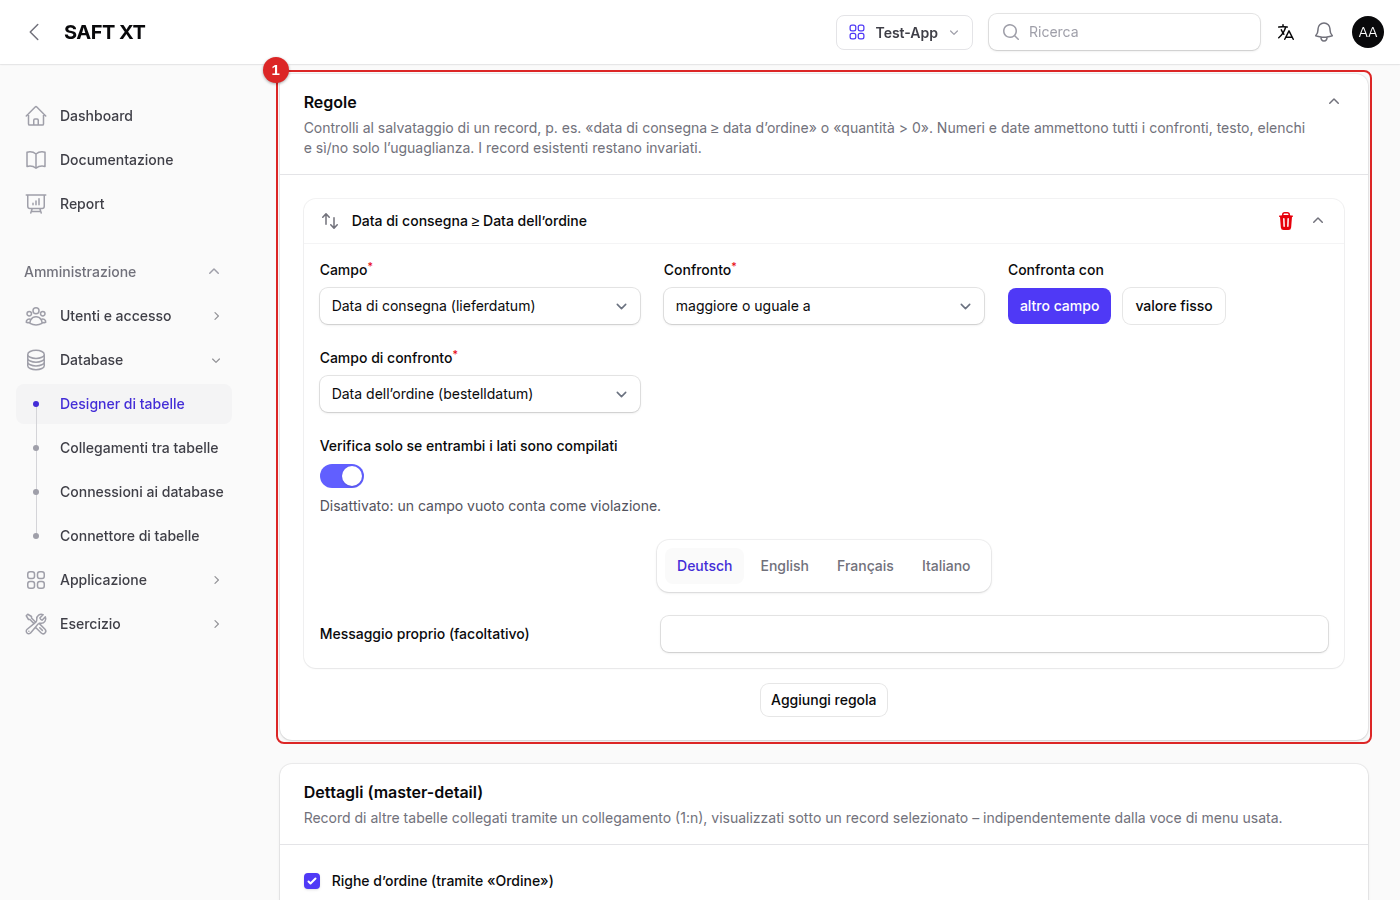 SAFT XT
Test-App
Ricerca
AA
1
Dashboard
Documentazione
Report
Amministrazione
Utenti e accesso
Database
Designer di tabelle
Collegamenti tra tabelle
Connessioni ai database
Connettore di tabelle
Applicazione
Esercizio
Regole
Controlli al salvataggio di un record, p. es. «data di consegna ≥ data d’ordine» o «quantità > 0». Numeri e date ammettono tutti i confronti, testo, elenchi
e sì/no solo l’uguaglianza. I record esistenti restano invariati.
Data di consegna ≥ Data dell’ordine
Campo*
Confronto*
Confronta con
Data di consegna (lieferdatum)
maggiore o uguale a
altro campo
valore fisso
Campo di confronto*
Data dell’ordine (bestelldatum)
Verifica solo se entrambi i lati sono compilati
Disattivato: un campo vuoto conta come violazione.
Deutsch English Français Italiano
Messaggio proprio (facoltativo)
Aggiungi regola
Dettagli (master-detail)
Record di altre tabelle collegati tramite un collegamento (1:n), visualizzati sotto un record selezionato – indipendentemente dalla voce di menu usata.
Righe d’ordine (tramite «Ordine»)